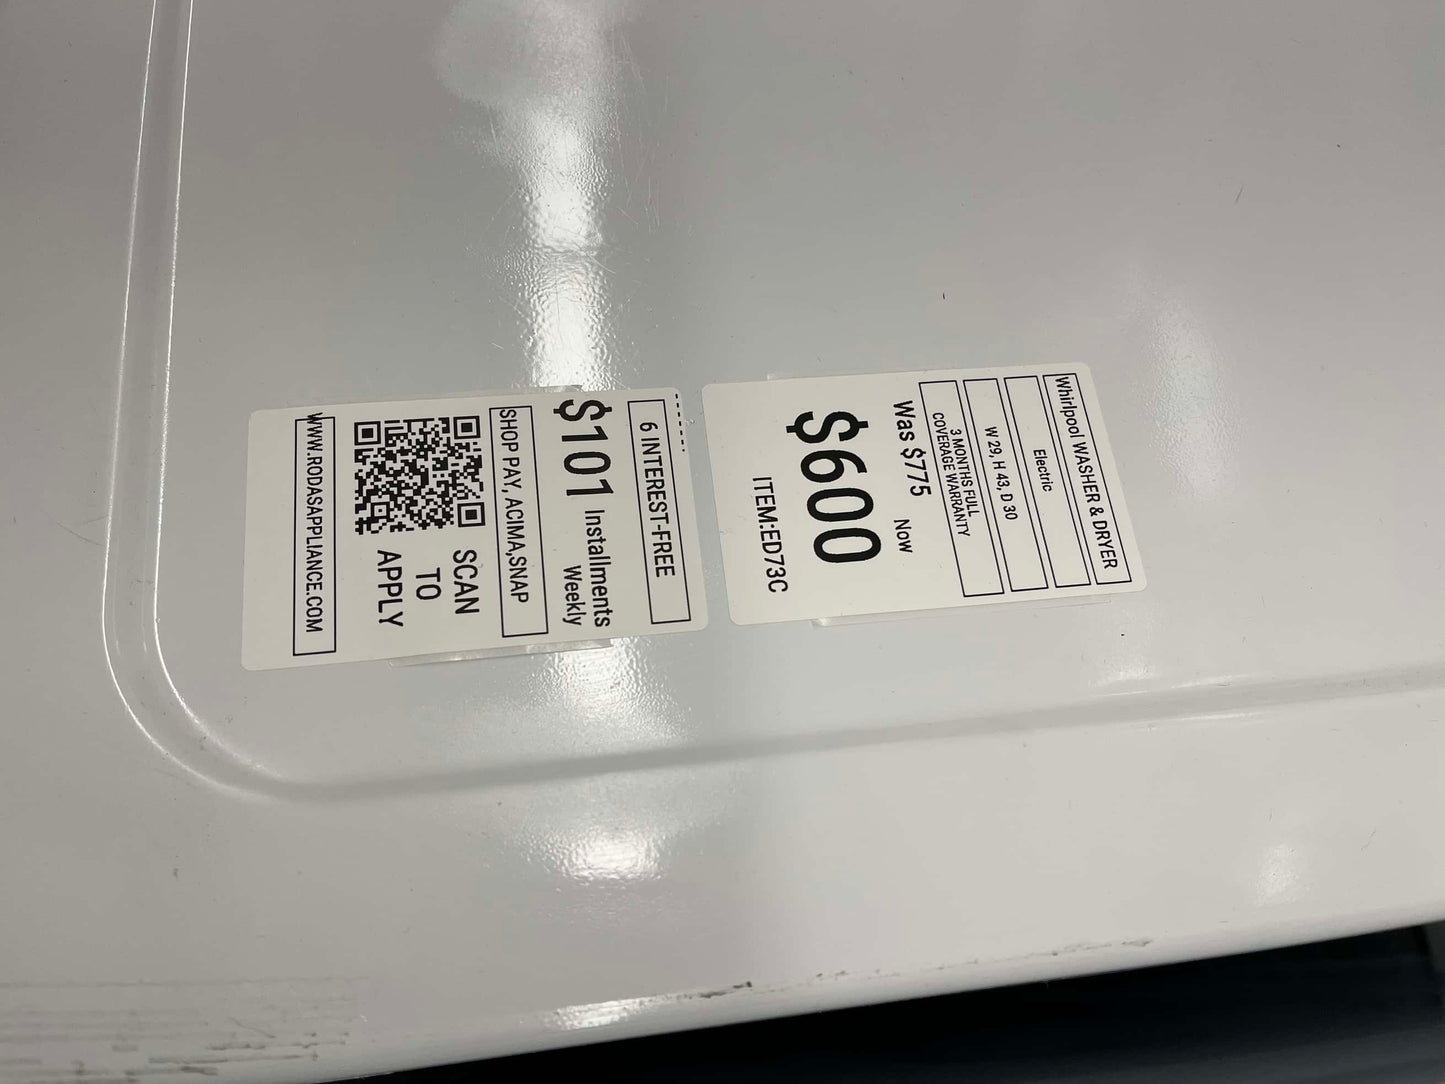 Whirlpool WASHER & DRYER
Electric
W 29, H 43, D 30
3 MONTHS FULL
COVERAGE WARRANTY
Was $775 Now
$600
ITEM:ED73C
6 INTEREST-FREE
$101 Installments
Weekly
SHOP PAY, ACIMA,SNAP
SCAN
TO
APPLY
WWW.RODASAPPLIANCE.COM